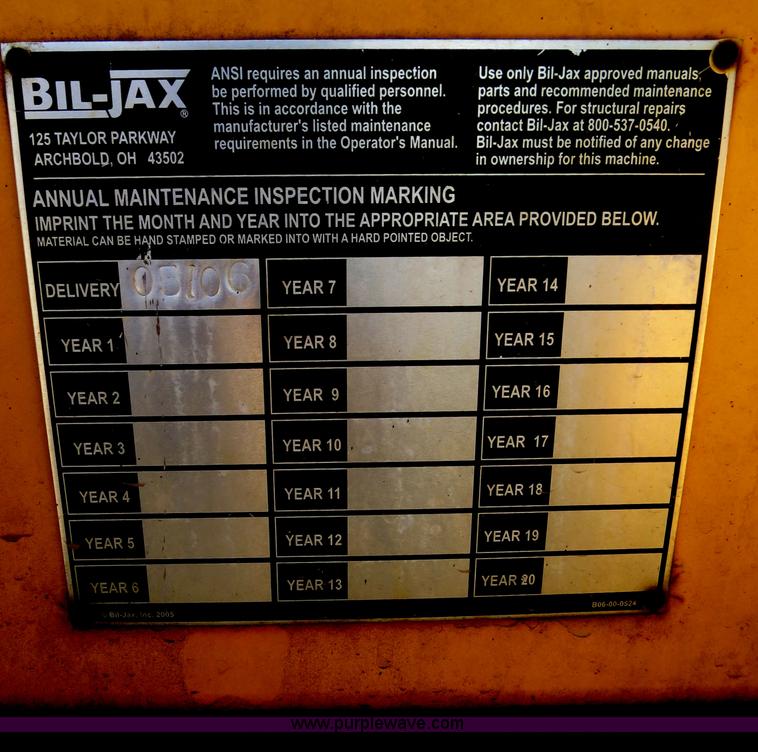 BIL-JAX®
125 TAYLOR PARKWAY
ARCHBOLD, OH 43502
ANSI requires an annual inspection
be performed by qualified personnel.
This is in accordance with the
manufacturer's listed maintenance
requirements in the Operator's Manual.
Use only Bil-Jax approved manuals,
parts and recommended maintenance
procedures. For structural repairs
contact Bil-Jax at 800-537-0540.
Bil-Jax must be notified of any change
in ownership for this machine.
ANNUAL MAINTENANCE INSPECTION MARKING
IMPRINT THE MONTH AND YEAR INTO THE APPROPRIATE AREA PROVIDED BELOW.
MATERIAL CAN BE HAND STAMPED OR MARKED INTO WITH A HARD POINTED OBJECT.
DELIVERY
YEAR 1
YEAR 2
YEAR 3
YEAR 4
YEAR 5
YEAR 6
YEAR 7
YEAR 8
YEAR 9
YEAR 10
YEAR 11
YEAR 12
YEAR 13
YEAR 14
YEAR 15
YEAR 16
YEAR 17
YEAR 18
YEAR 19
YEAR 20
© Bil-Jax, Inc. 2005
B06-00-0524
www.purplewave.com